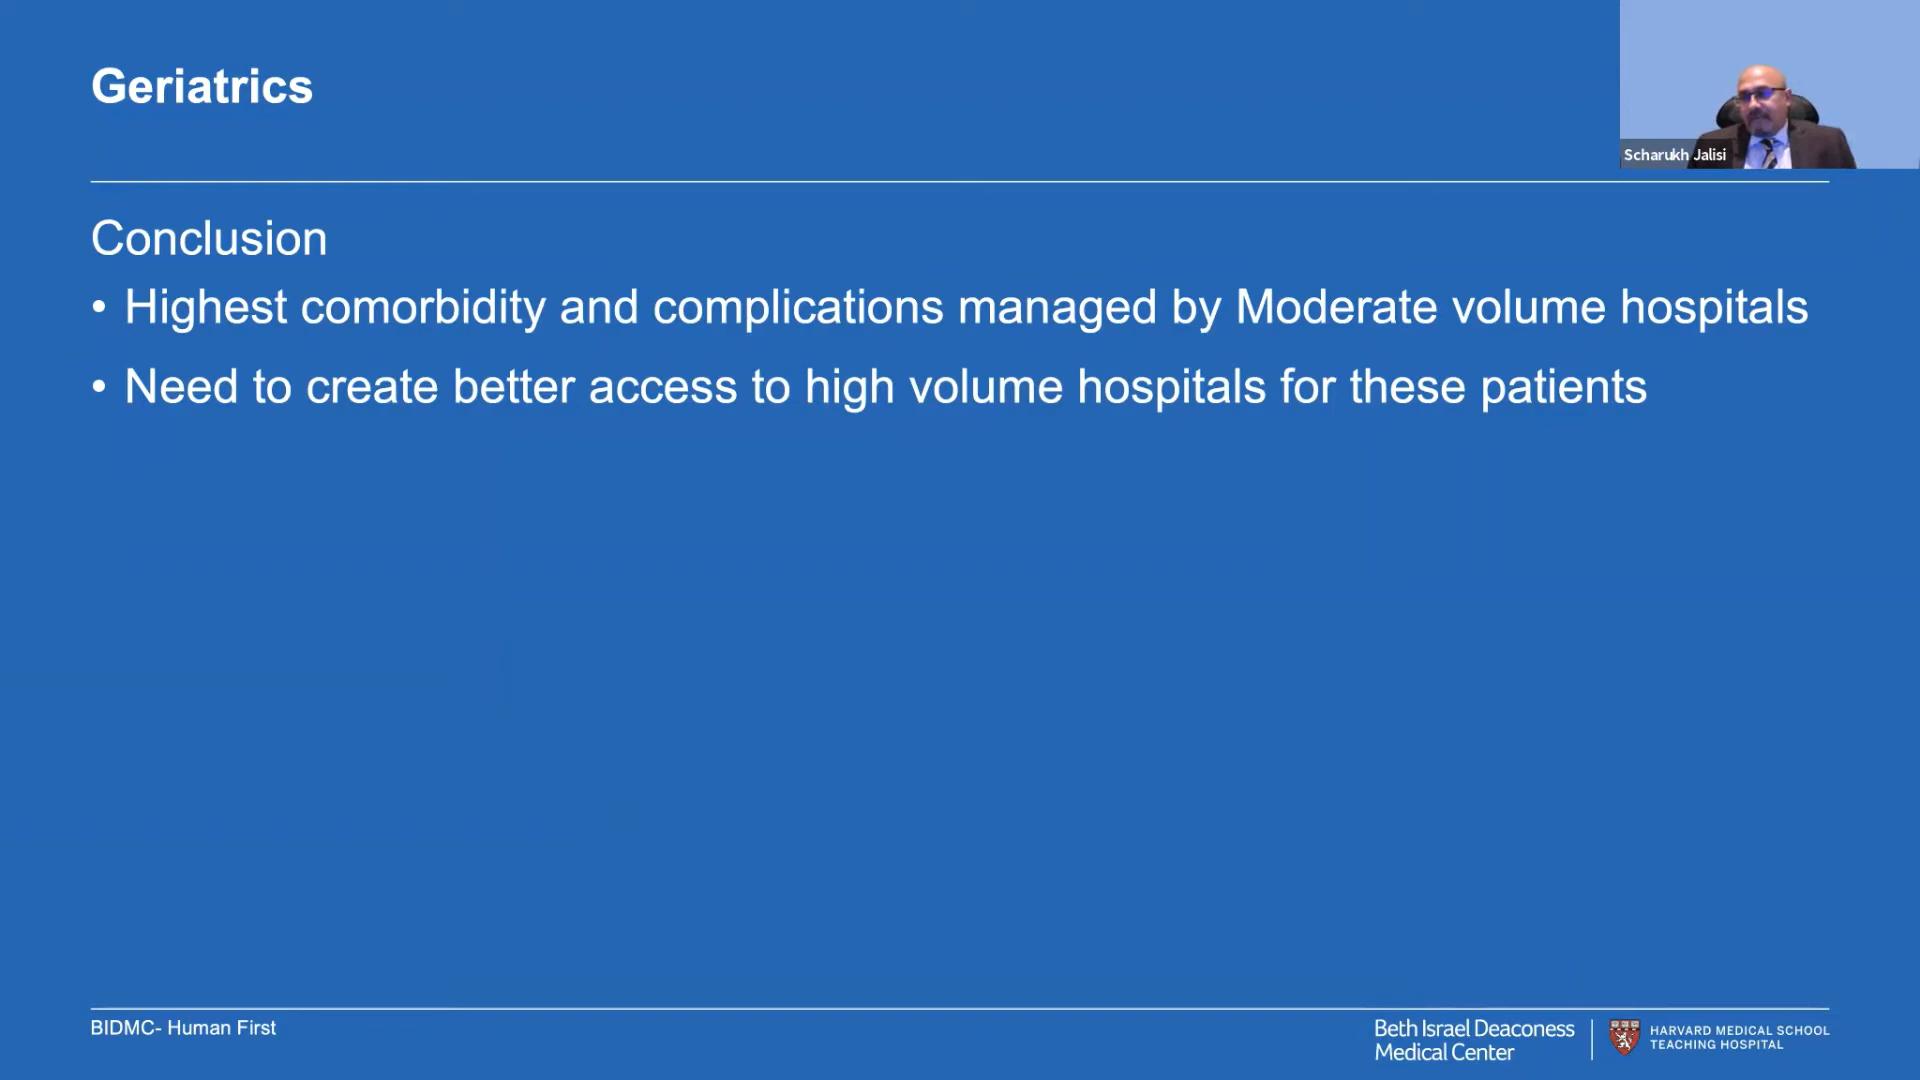 Geriatrics
Scharukh Jalisi
Conclusion
• Highest comorbidity and complications managed by Moderate volume hospitals
• Need to create better access to high volume hospitals for these patients
BIDMC- Human First
Beth Israel Deaconess
Medical Center
HARVARD MEDICAL SCHOOL
TEACHING HOSPITAL